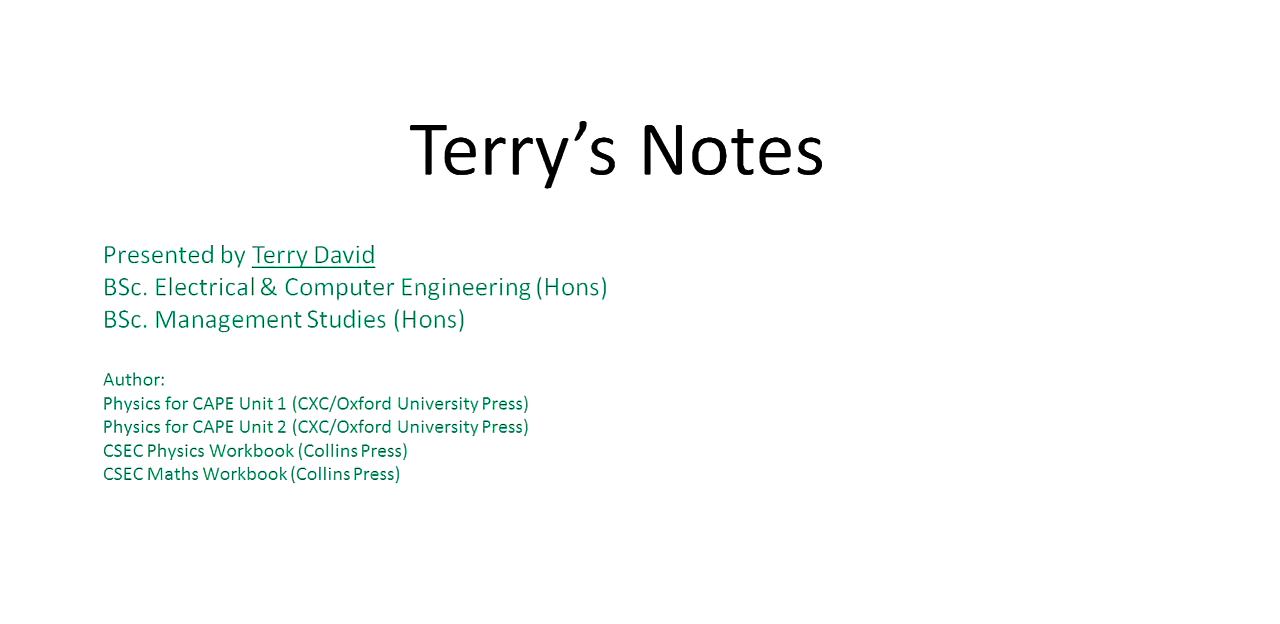 Terry’s Notes
Presented by Terry David
BSc. Electrical & Computer Engineering (Hons)
BSc. Management Studies (Hons)
Author:
Physics for CAPE Unit 1 (CXC/Oxford University Press)
Physics for CAPE Unit 2 (CXC/Oxford University Press)
CSEC Physics Workbook (Collins Press)
CSEC Maths Workbook (Collins Press)